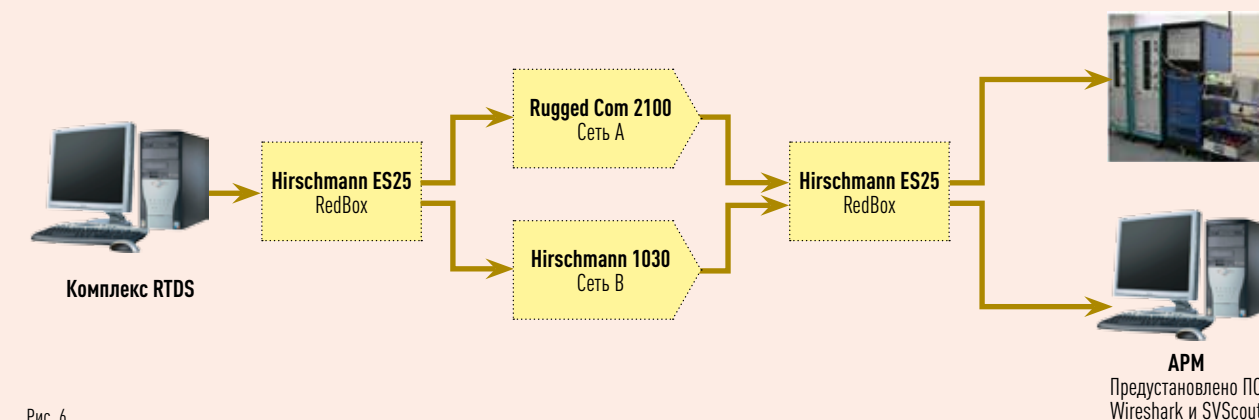 Комплекс RTDS
Hirschmann ES25
RedBox
Rugged Com 2100
Сеть A
Hirschmann 1030
Сеть B
Hirschmann ES25
RedBox
АРМ
Предустановлено ПО
Wireshark и SVScout
Рис. 6